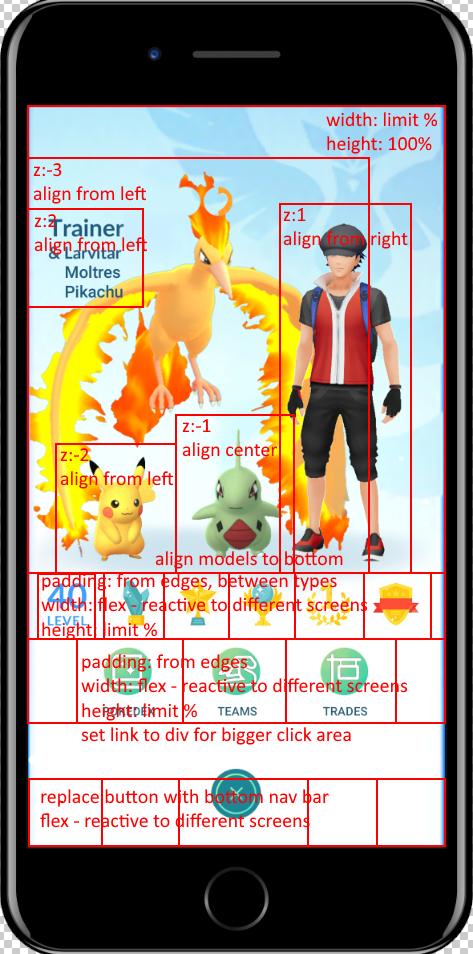 width: limit %
height: 100%
z:-3
align from left
z:2
align from left
Trainer
& Larvitar
Moltres
Pikachu
z:1
align from right
z:-1
align center
z:-2
align from left
align models to bottom
padding: from edges, between types
width: flex - reactive to different screens
height: limit %
40
LEVEL
padding: from edges
width: flex - reactive to different screens
height: limit %
set link to div for bigger click area
POKEDEX
TEAMS
TRADES
replace button with bottom nav bar
flex - reactive to different screens